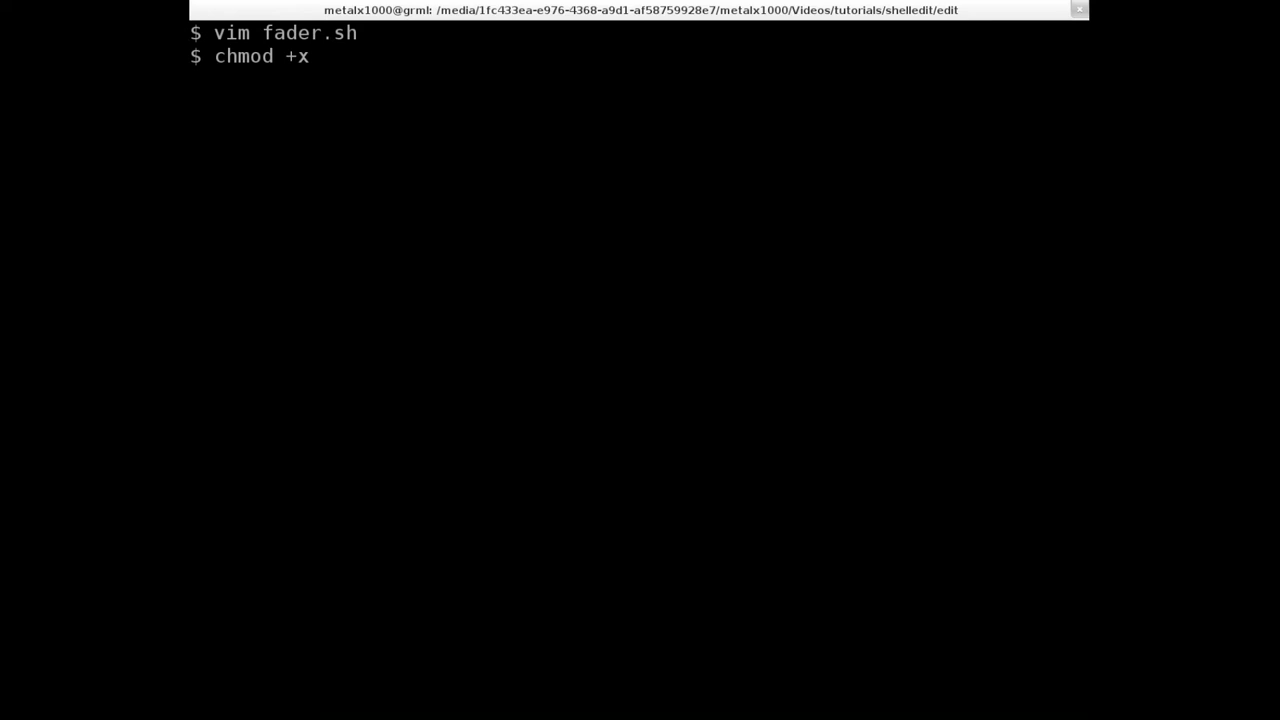 metalx1000@grml: /media/1fc433ea-e976-4368-a9d1-af58759928e7/metalx1000/Videos/tutorials/shelledit/edit
$ vim fader.sh
$ chmod +x